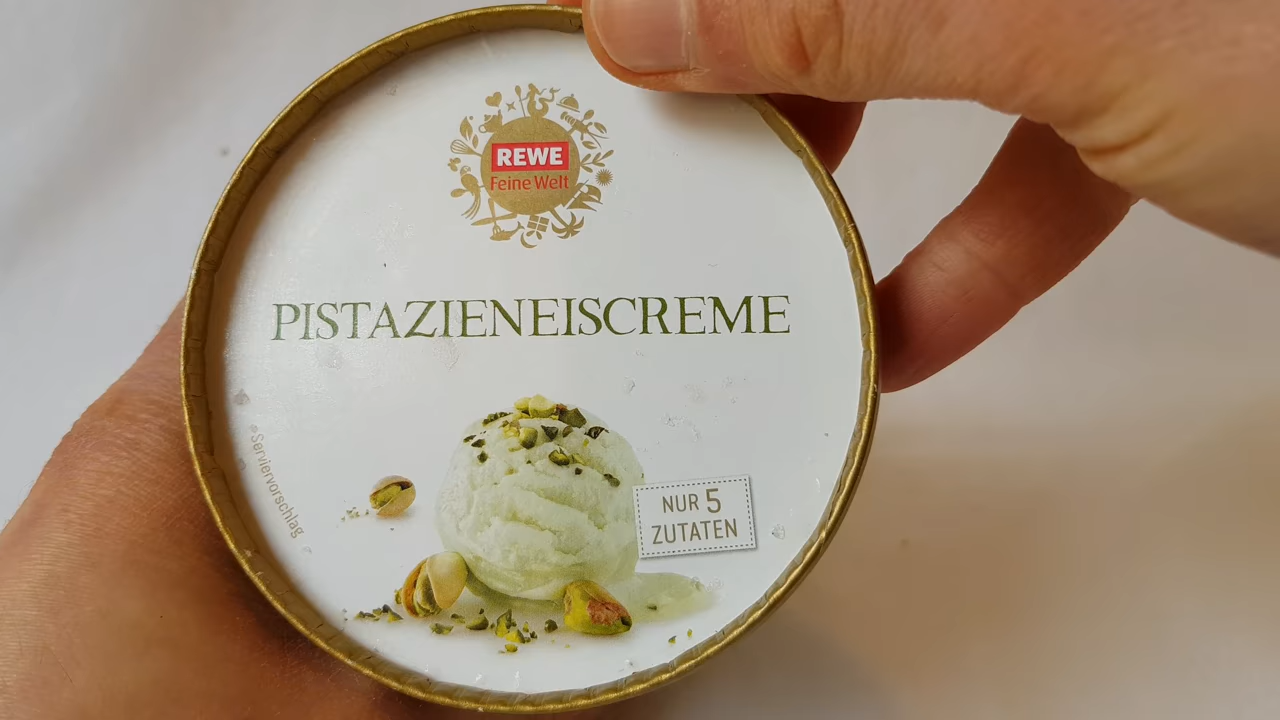 REWE
Feine Welt
PISTAZIENEISCREME
NUR 5
ZUTATEN
Serviervorschlag